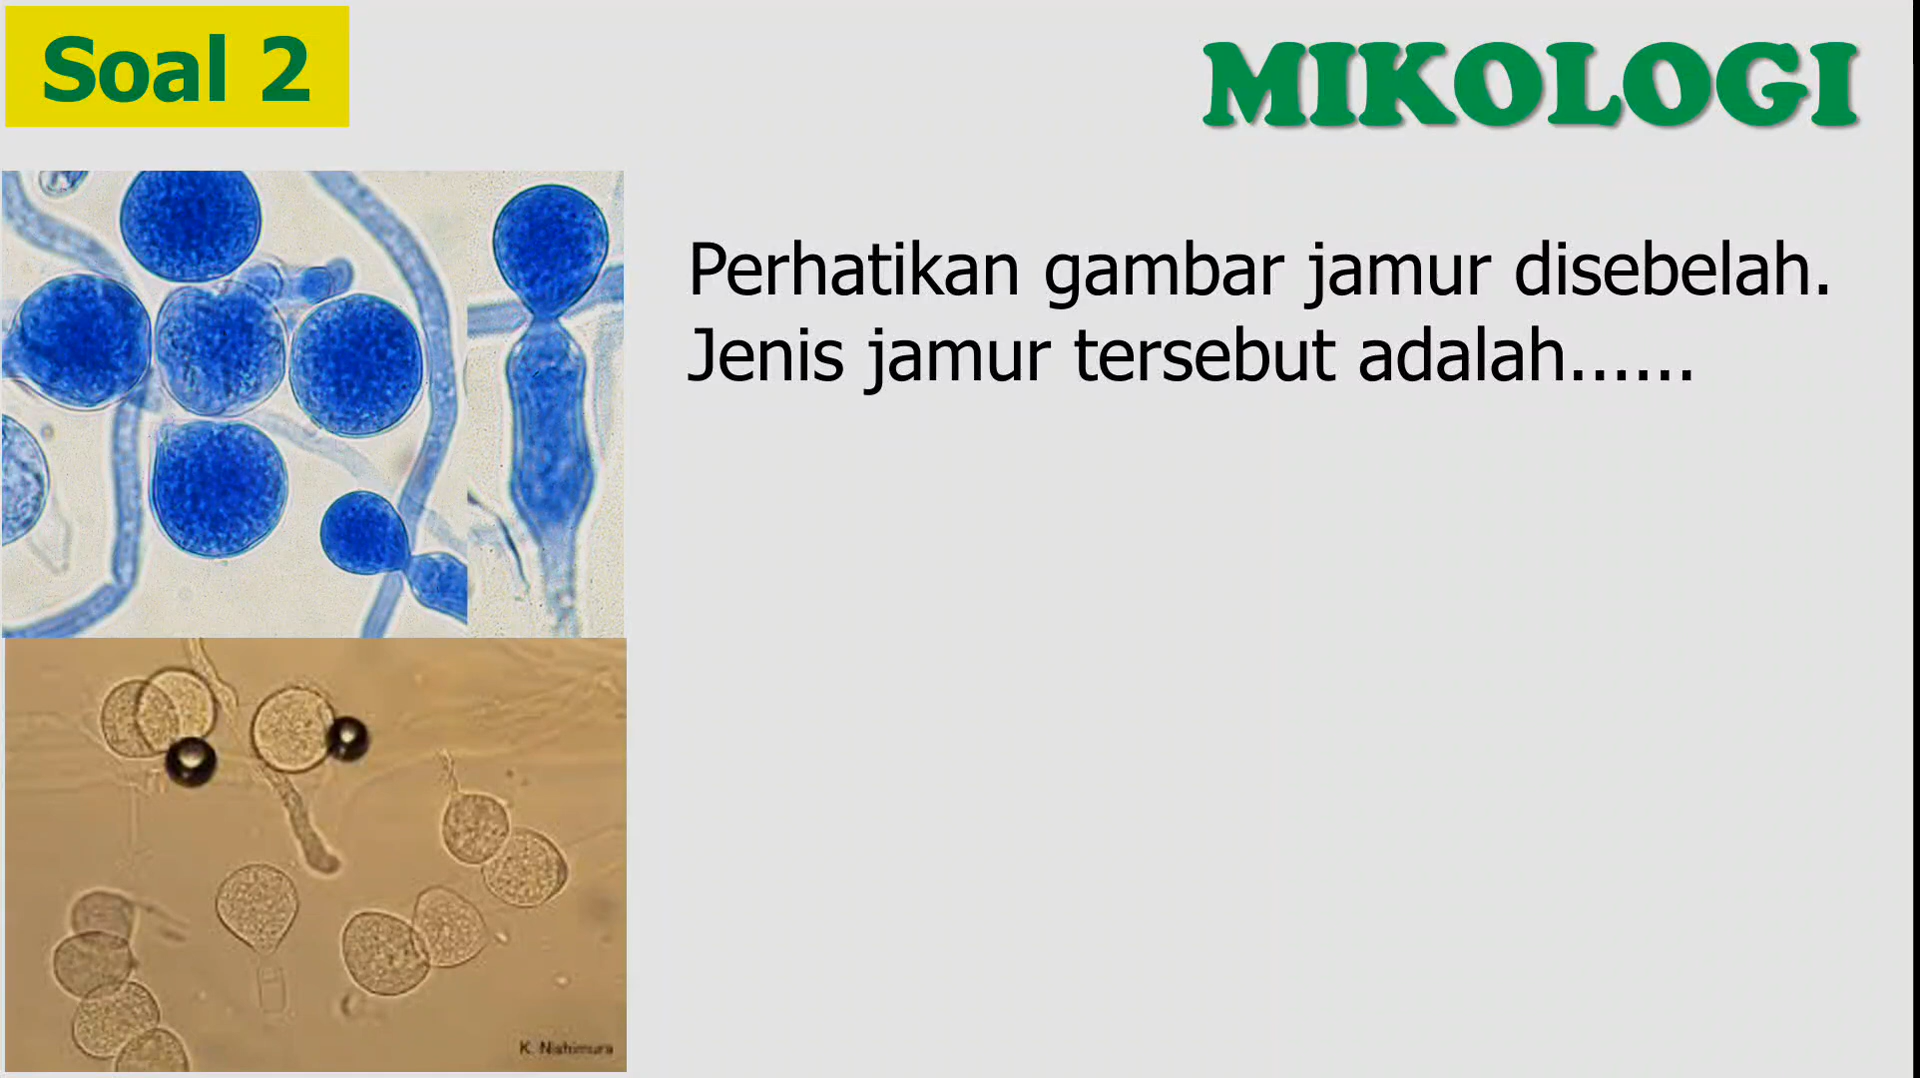 Soal 2
MIKOLOGI
Perhatikan gambar jamur disebelah.
Jenis jamur tersebut adalah......
K. Nishimura